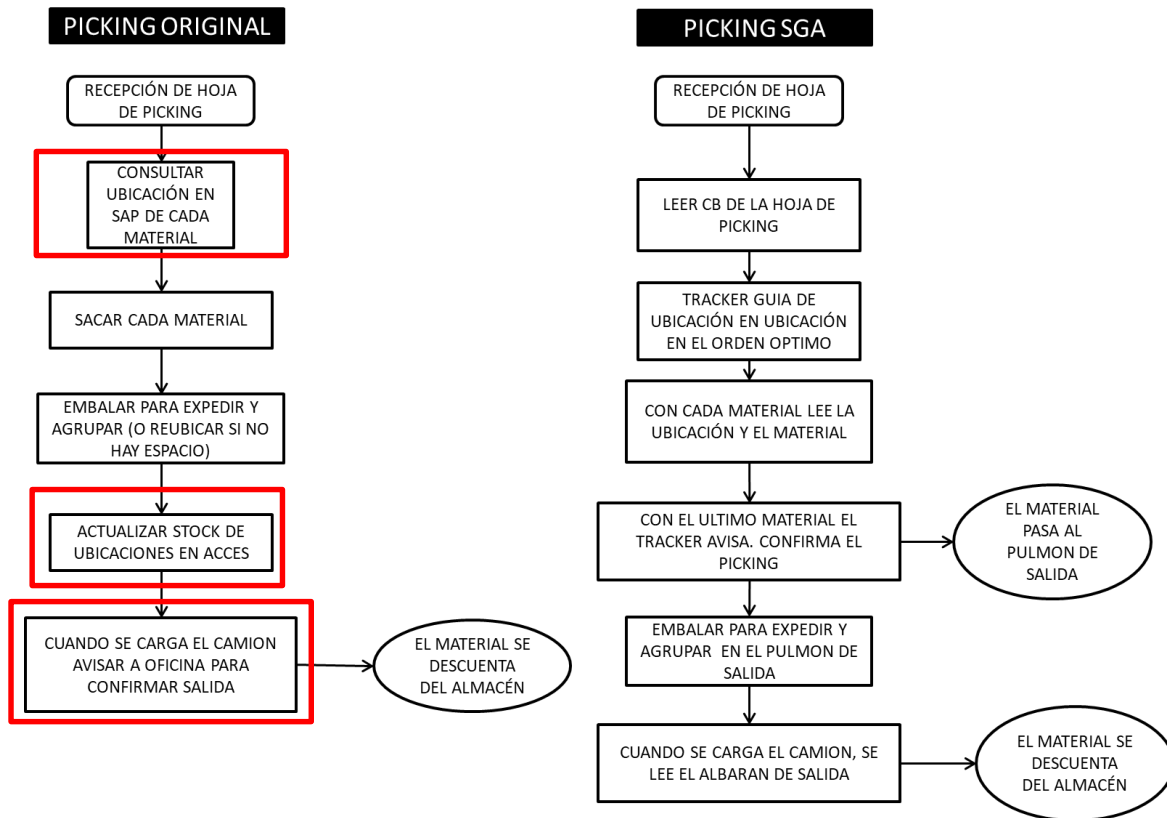 PICKING ORIGINAL
RECEPCIÓN DE HOJA
DE PICKING
CONSULTAR
UBICACIÓN EN
SAP DE CADA
MATERIAL
SACAR CADA MATERIAL
EMBALAR PARA EXPEDIR Y
AGRUPAR (O REUBICAR SI NO
HAY ESPACIO)
ACTUALIZAR STOCK DE
UBICACIONES EN ACCES
CUANDO SE CARGA EL CAMION
AVISAR A OFICINA PARA
CONFIRMAR SALIDA
EL MATERIAL SE
DESCUENTA
DEL ALMACÉN
PICKING SGA
RECEPCIÓN DE HOJA
DE PICKING
LEER CB DE LA HOJA DE
PICKING
TRACKER GUIA DE
UBICACIÓN EN UBICACIÓN
EN EL ORDEN OPTIMO
CON CADA MATERIAL LEE LA
UBICACIÓN Y EL MATERIAL
CON EL ULTIMO MATERIAL EL
TRACKER AVISA. CONFIRMA EL
PICKING
EL MATERIAL
PASA AL
PULMON DE
SALIDA
EMBALAR PARA EXPEDIR Y
AGRUPAR EN EL PULMON DE
SALIDA
CUANDO SE CARGA EL CAMION, SE
LEE EL ALBARAN DE SALIDA
EL MATERIAL SE
DESCUENTA
DEL ALMACÉN